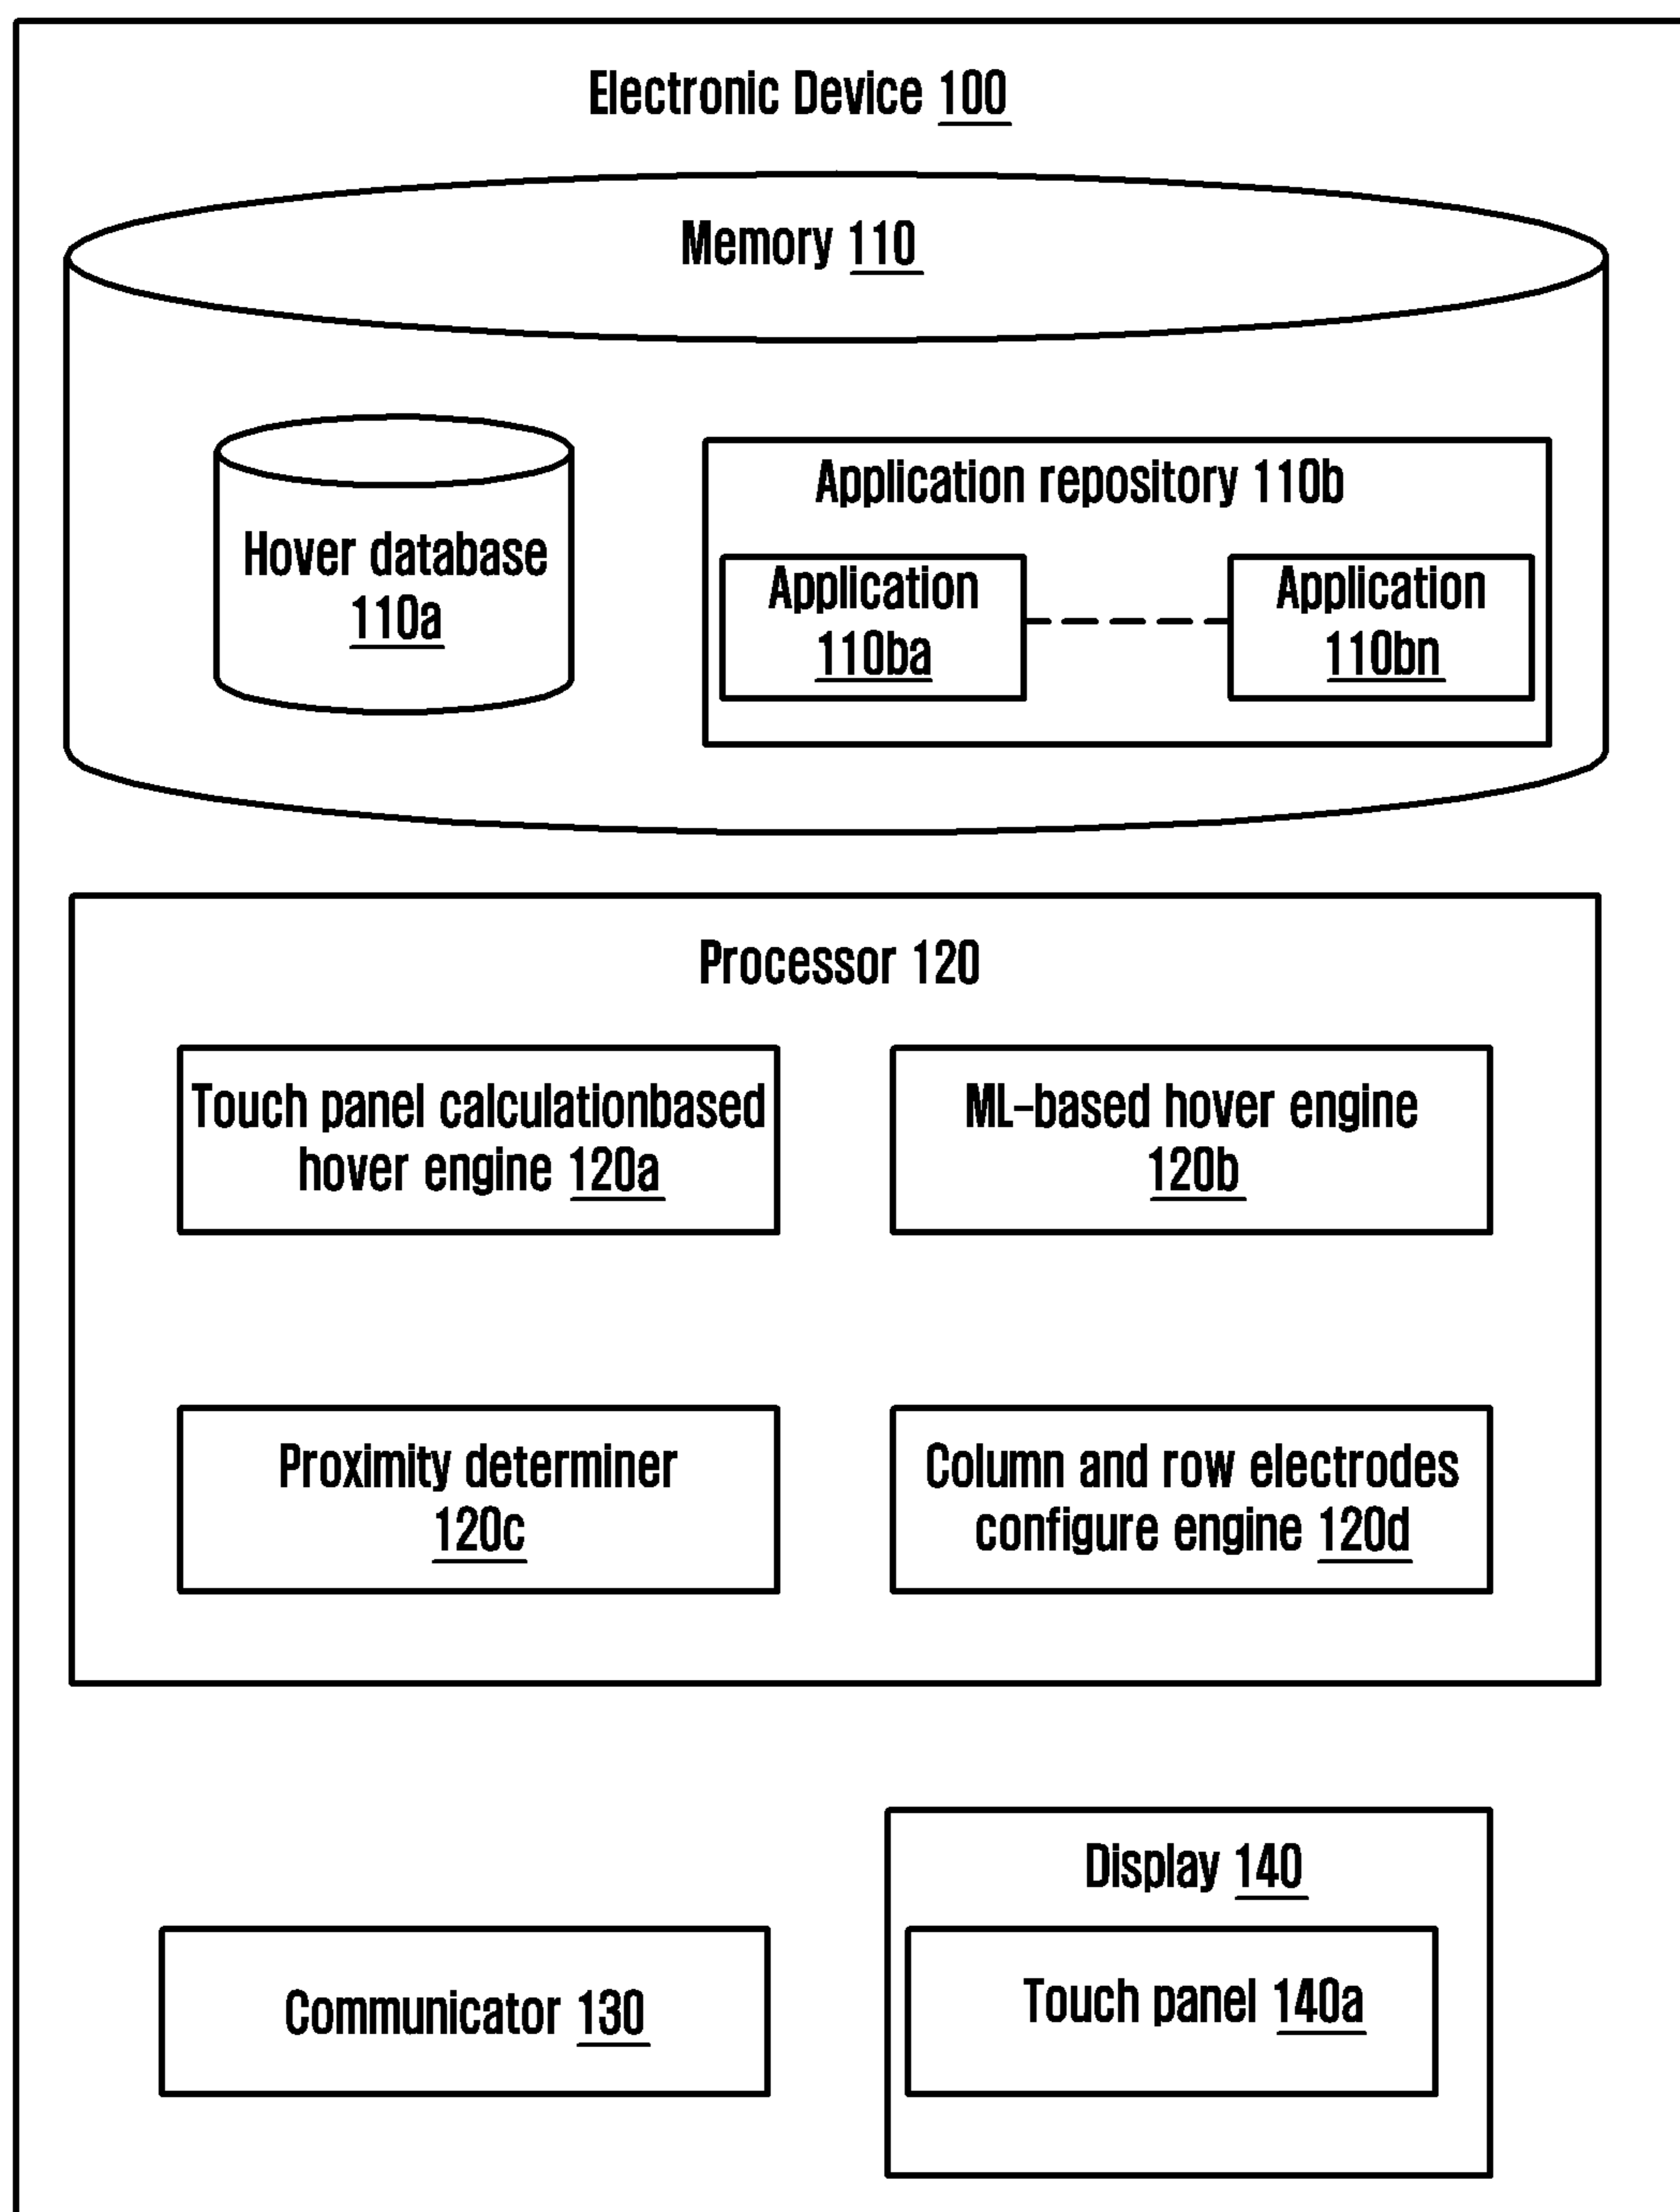 Electronic Device 100
Memory 110
Hover database
110a
Application repository 110b
Application
110ba
Application
110bn
Processor 120
Touch panel calculationbased
hover engine 120a
ML-based hover engine
120b
Proximity determiner
120c
Column and row electrodes
configure engine 120d
Communicator 130
Display 140
Touch panel 140a